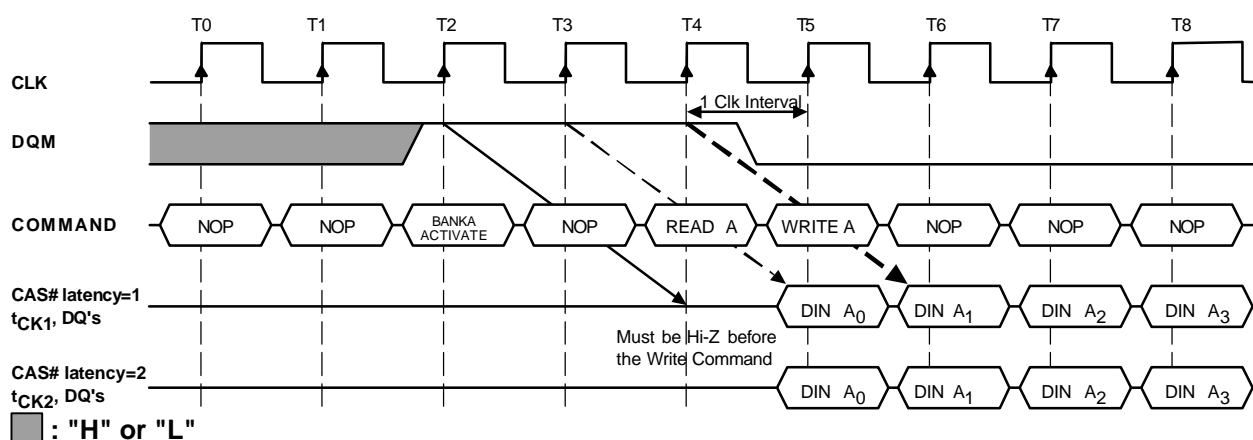 T0 T1 T2 T3 T4 T5 T6 T7 T8
CLK
1 Clk Interval
DQM
COMMAND NOP NOP BANKA ACTIVATE NOP READ A WRITE A NOP NOP NOP
CAS# latency=1
tCK1, DQ's
DIN A0 DIN A1 DIN A2 DIN A3
Must be Hi-Z before
the Write Command
CAS# latency=2
tCK2, DQ's
DIN A0 DIN A1 DIN A2 DIN A3
: "H" or "L"